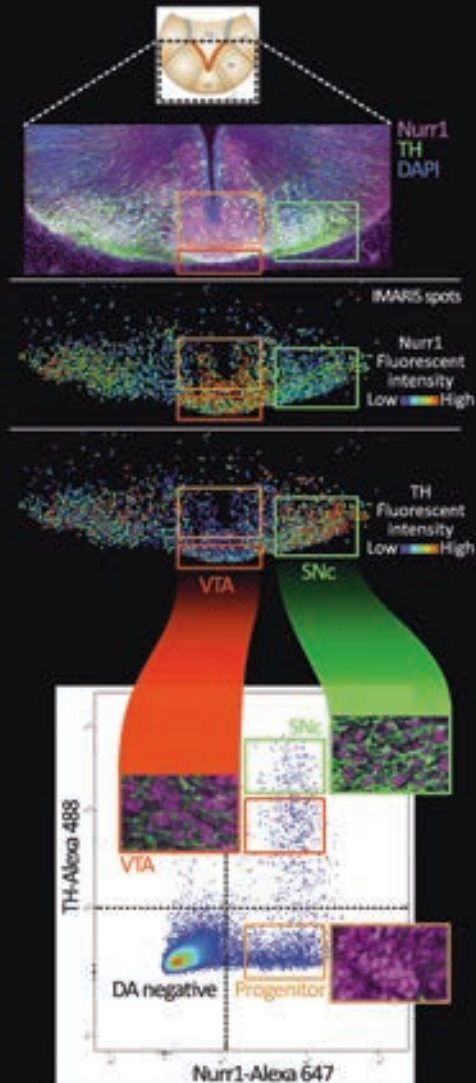 Nurr1
TH
DAPI
IMARIS spots
Nurr1
Fluorescent
intensity
Low High
TH
Fluorescent
intensity
Low High
VTA
SNc
SNc
VTA
TH-Alexa 488
DA negative
Progenitor
Nurr1-Alexa 647